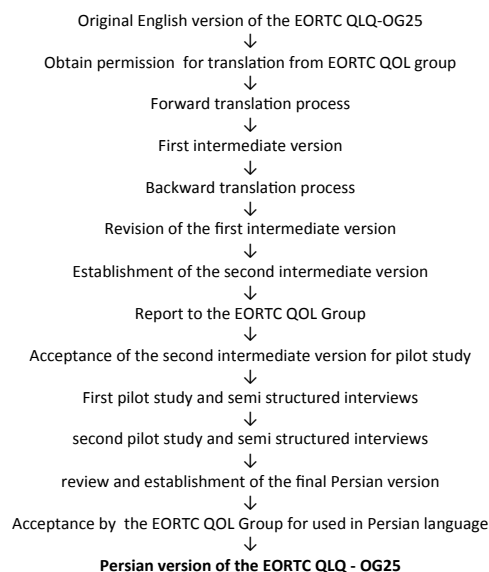 Original English version of the EORTC QLQ-OG25
↓
Obtain permission for translation from EORTC QOL group
↓
Forward translation process
↓
First intermediate version
↓
Backward translation process
↓
Revision of the first intermediate version
↓
Establishment of the second intermediate version
↓
Report to the EORTC QOL Group
↓
Acceptance of the second intermediate version for pilot study
↓
First pilot study and semi structured interviews
↓
second pilot study and semi structured interviews
↓
review and establishment of the final Persian version
↓
Acceptance by the EORTC QOL Group for used in Persian language
↓
Persian version of the EORTC QLQ - OG25